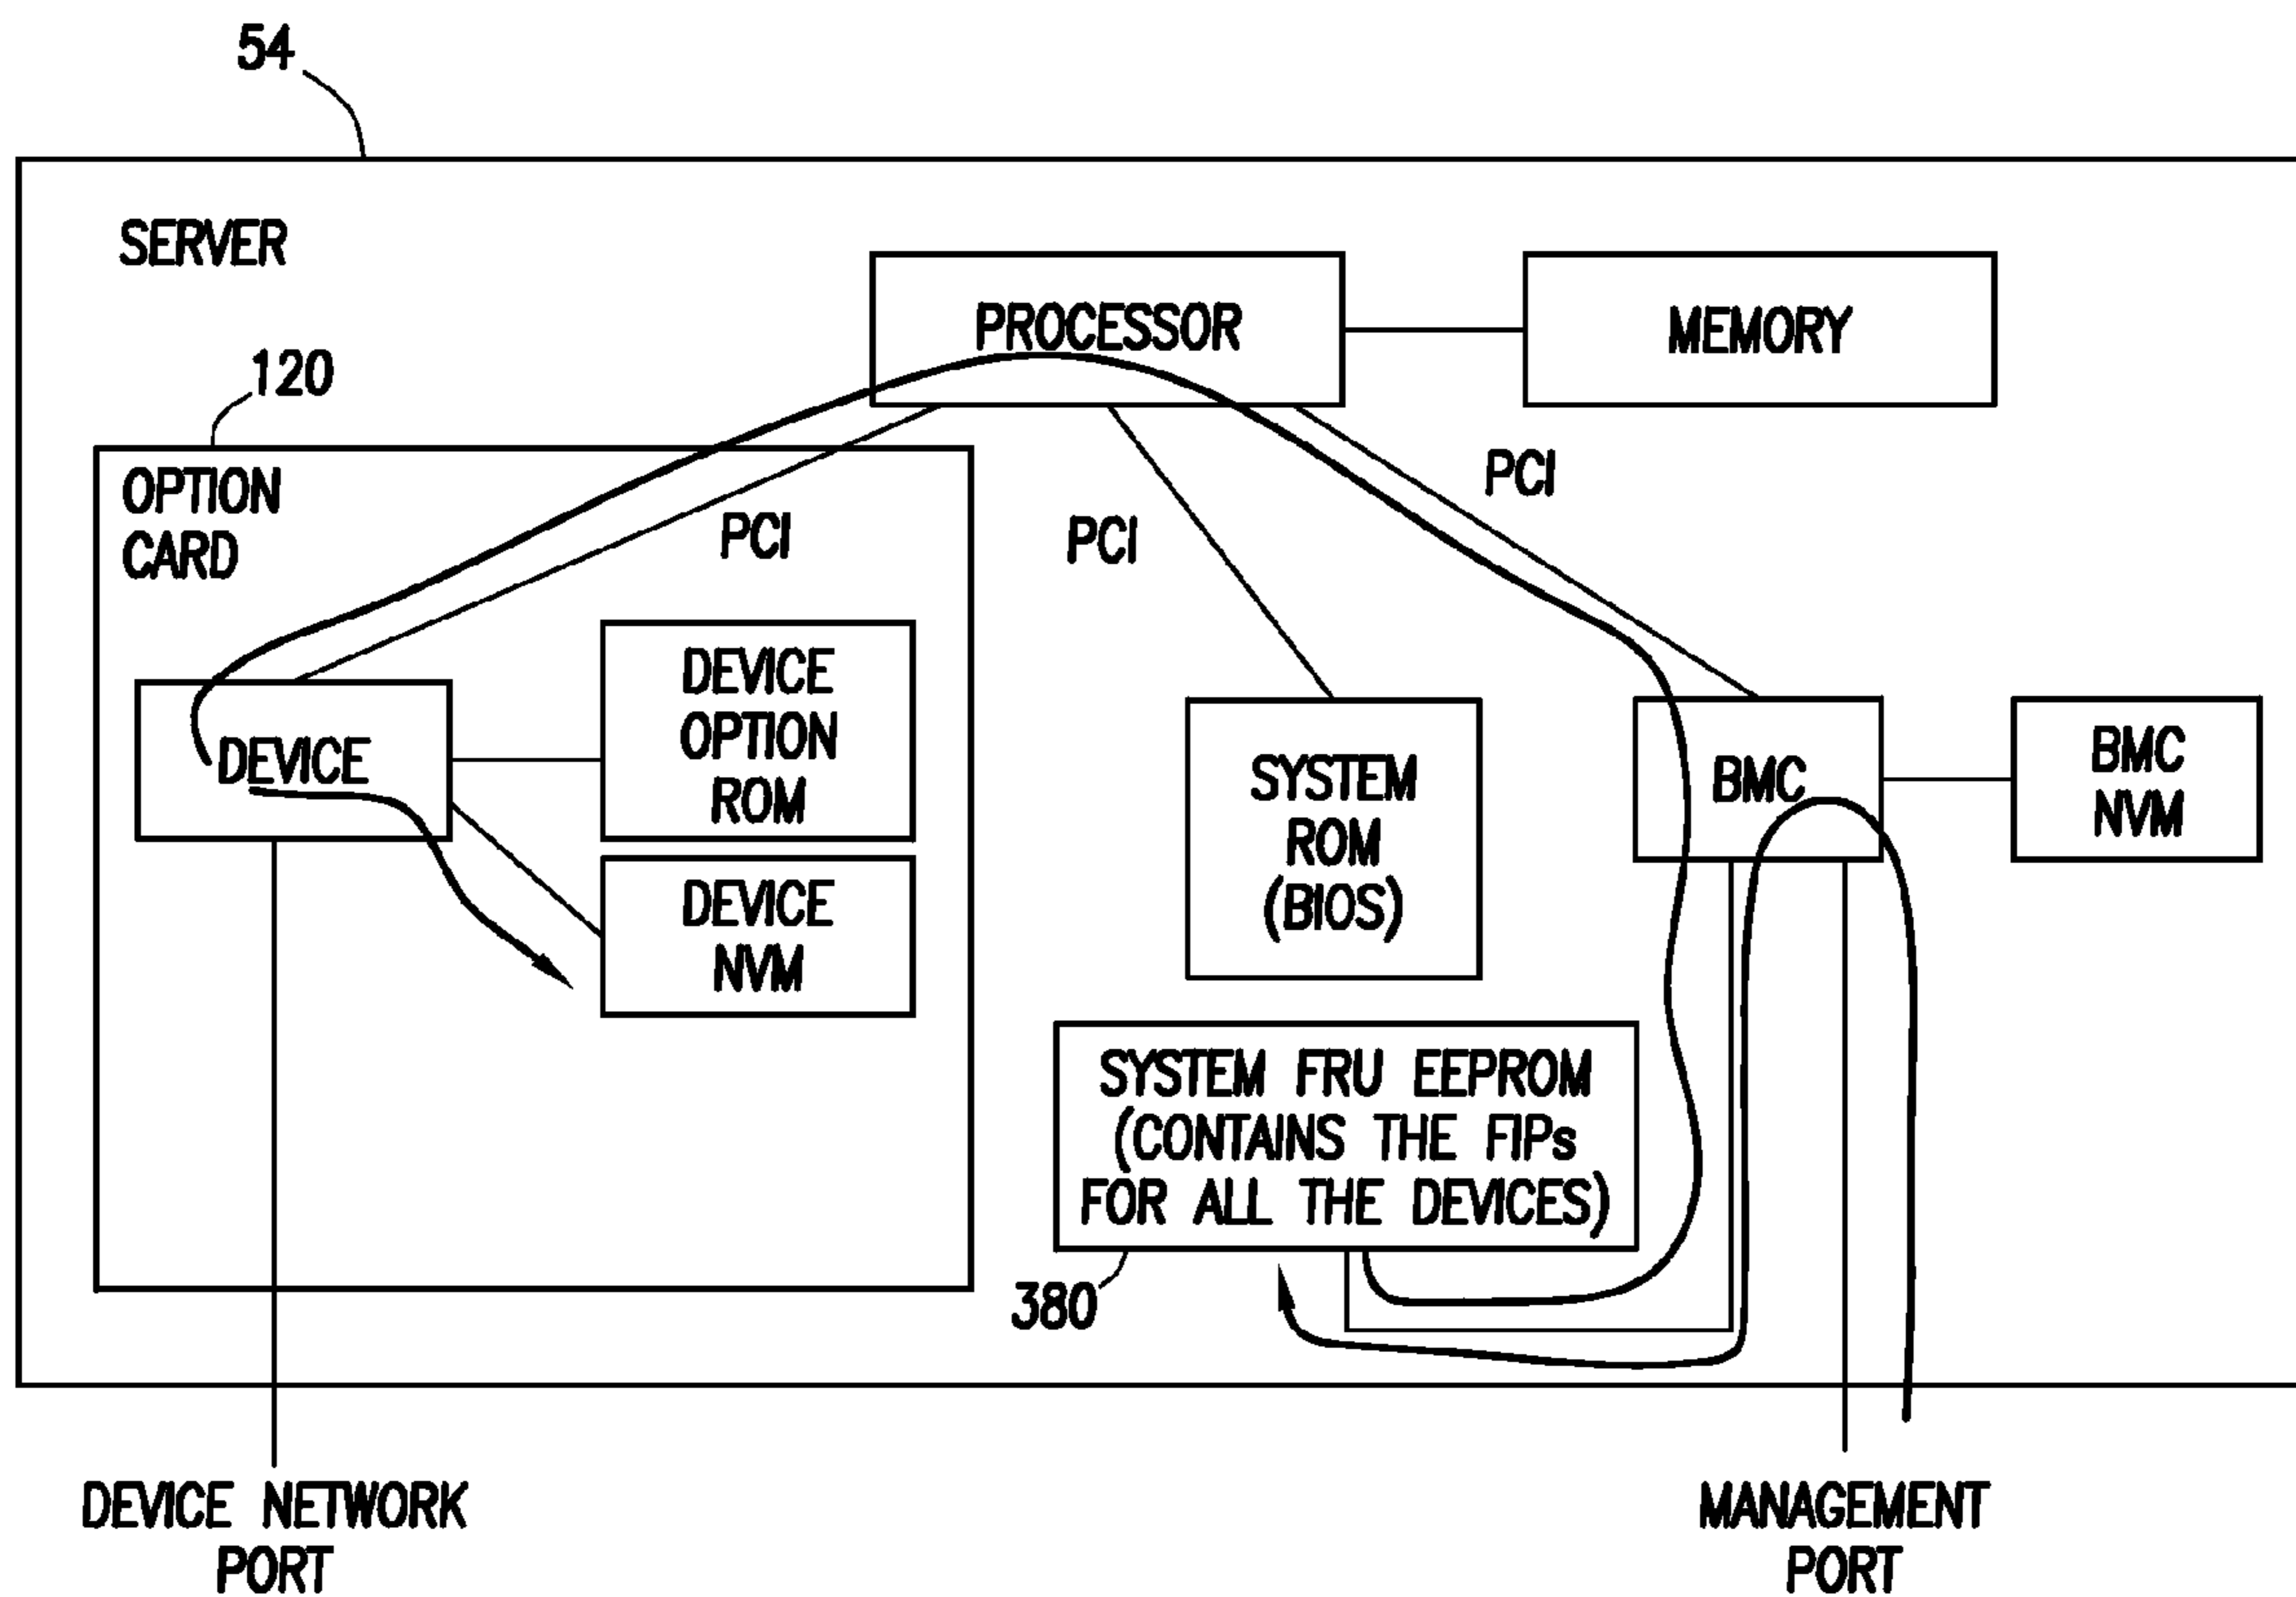 54
SERVER
PROCESSOR
MEMORY
120
OPTION
CARD
PCI
PCI
PCI
DEVICE
DEVICE
OPTION
ROM
DEVICE
NVM
SYSTEM
ROM
(BIOS)
BMC
BMC
NVM
SYSTEM FRU EEPROM
(CONTAINS THE FIPs
FOR ALL THE DEVICES)
380
DEVICE NETWORK
PORT
MANAGEMENT
PORT